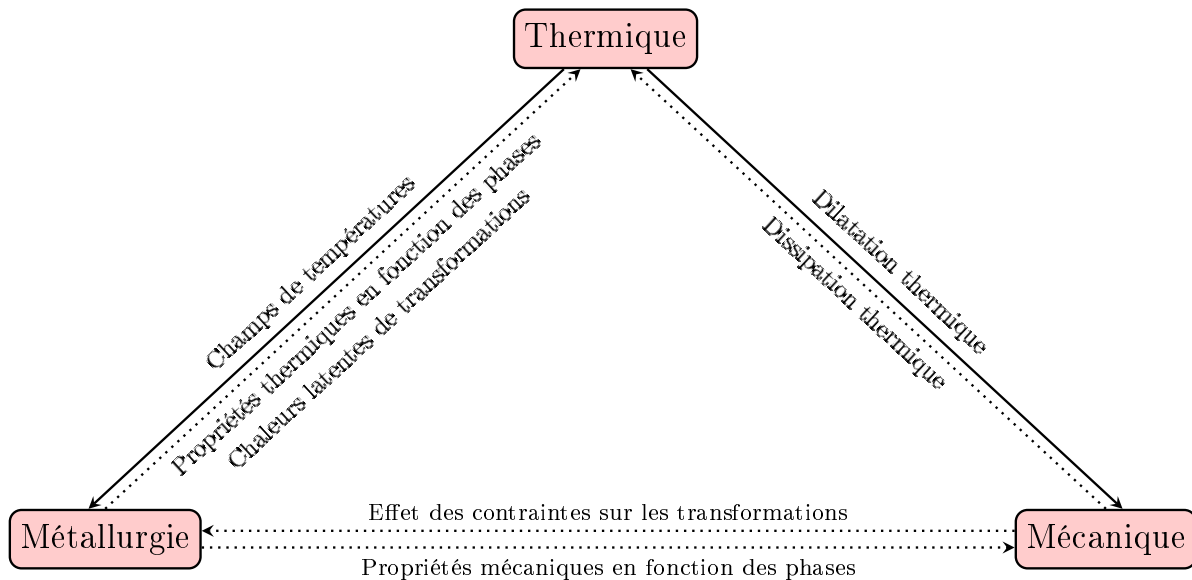 Thermique
Champs de températures
Propriétés thermiques en fonction des phases
Chaleurs latentes de transformations
Dilatation thermique
Dissipation thermique
Effet des contraintes sur les transformations
Métallurgie
Mécanique
Propriétés mécaniques en fonction des phases